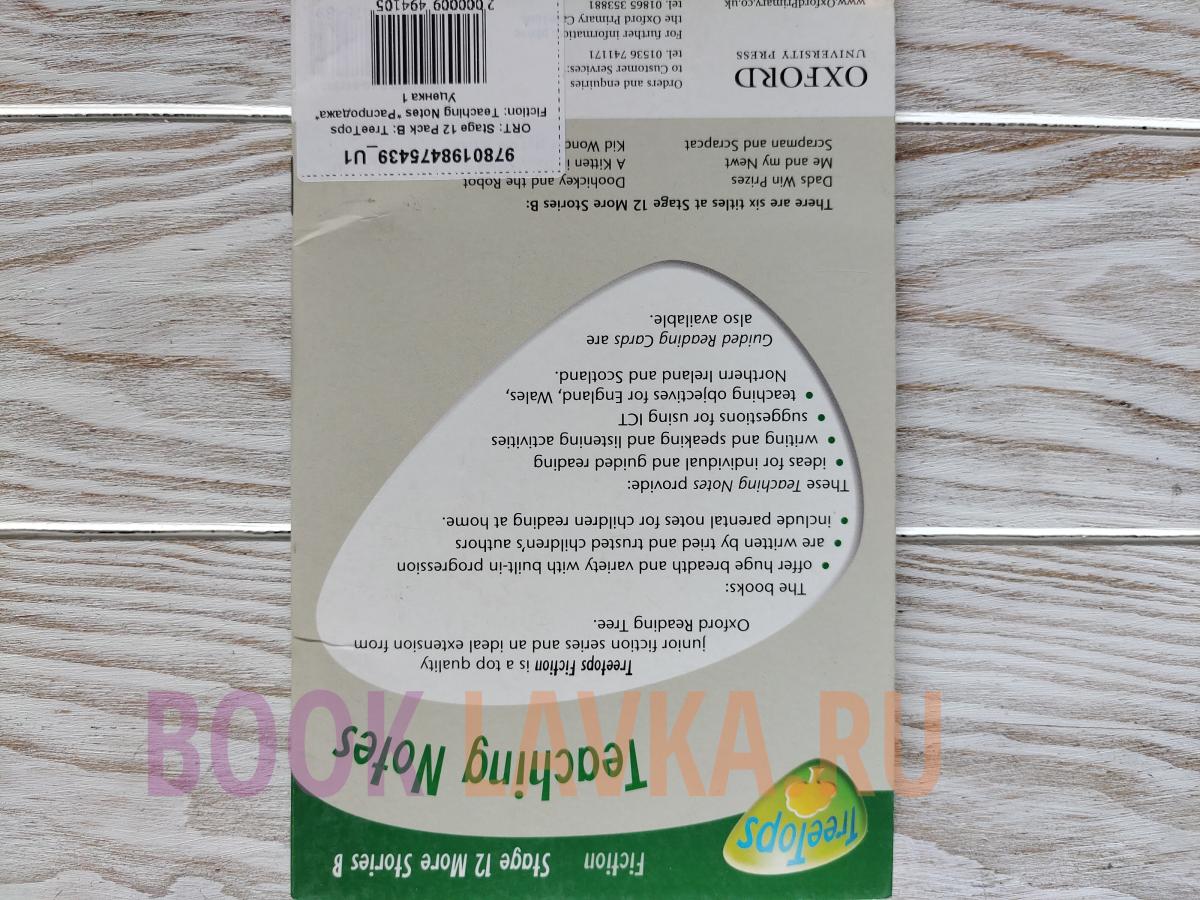 Fiction Stage 12 More Stories B
TreeTops
Teaching Notes
TreeTops Fiction is a top quality
junior fiction series and an ideal extension from
Oxford Reading Tree.
The books:
• offer huge breadth and variety with built-in progression
• are written by tried and trusted children's authors
• include parental notes for children reading at home.
These Teaching Notes provide:
• ideas for individual and guided reading
• writing and speaking and listening activities
• suggestions for using ICT
• teaching objectives for England, Wales,
Northern Ireland and Scotland.
Guided Reading Cards are
also available.
There are six titles at Stage 12 More Stories B:
Dads Win Prizes
Me and my Newt
Scrapman and Scrapcat
Doohickey and the Robot
A Kitten i
Kid Wond
OXFORD
UNIVERSITY PRESS
www.OxfordPrimary.co.uk
Orders and enquiries
to Customer Services:
tel. 01536 741171
For further informatic
the Oxford Primary Ca
tel. 01865 353881
9780198475439_U1
ORT: Stage 12 Pack B: TreeTops
Fiction: Teaching Notes *Распродажа*
Уценка 1
2 000009 494105
BOOK LAVKA.RU